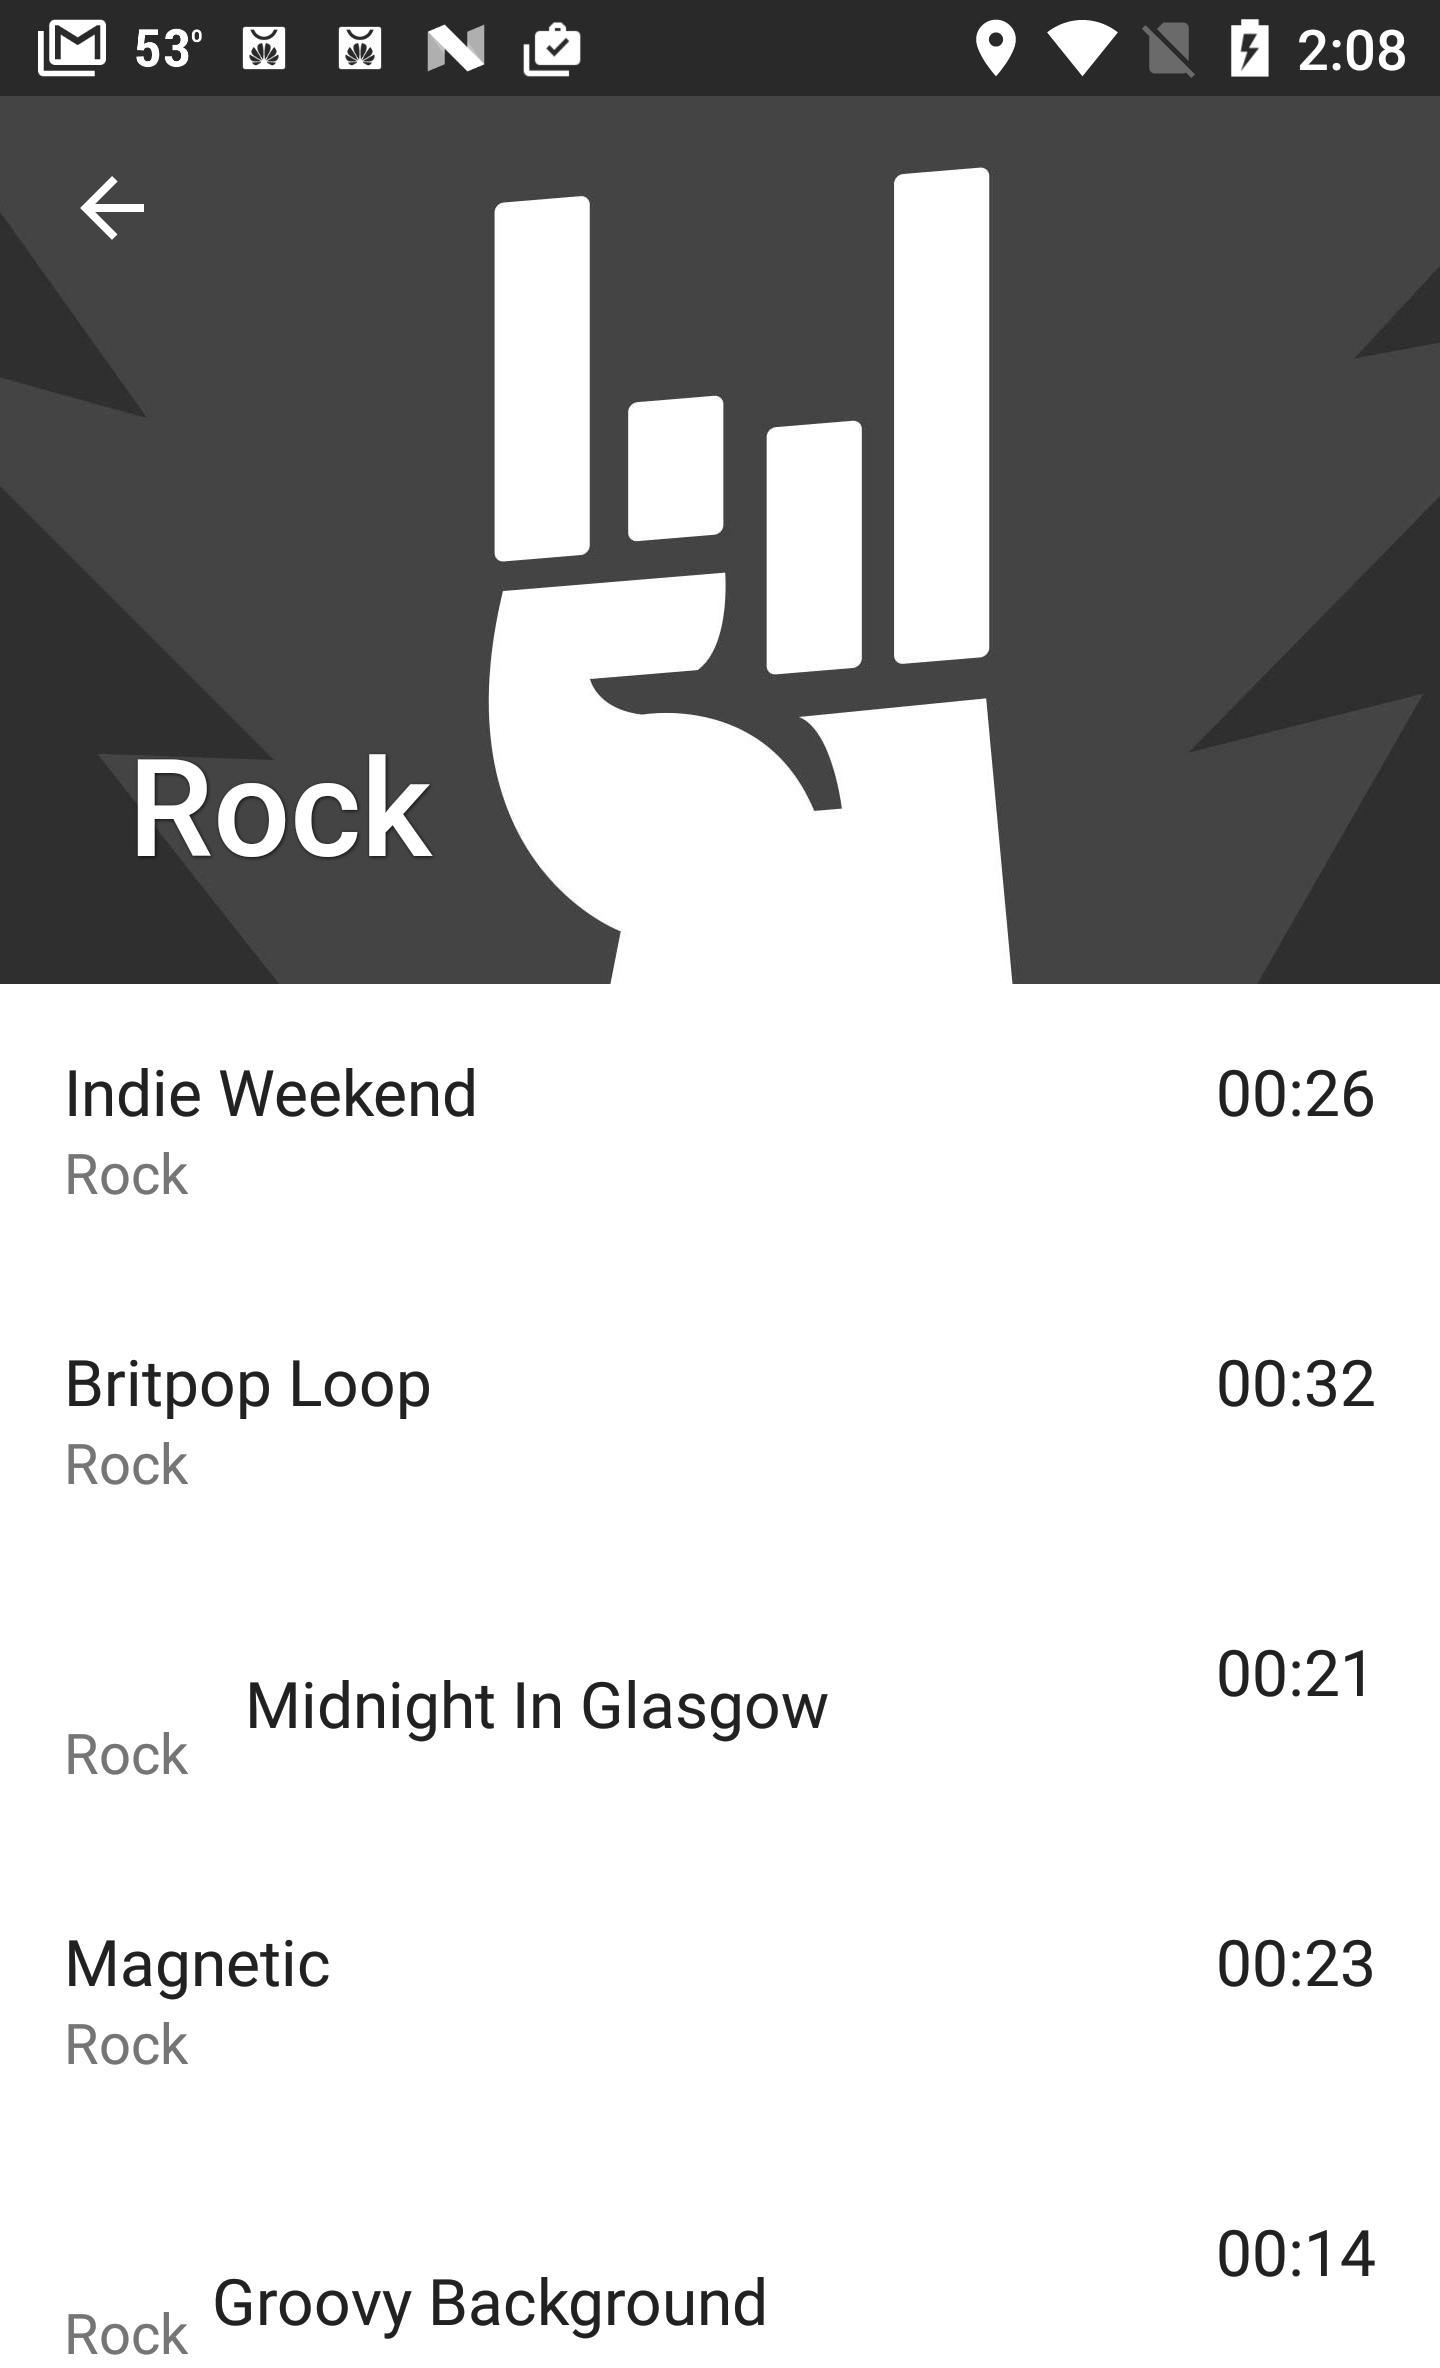 53° 2:08
Rock
Indie Weekend 00:26
Rock
Britpop Loop 00:32
Rock
Midnight In Glasgow 00:21
Rock
Magnetic 00:23
Rock
Groovy Background 00:14
Rock